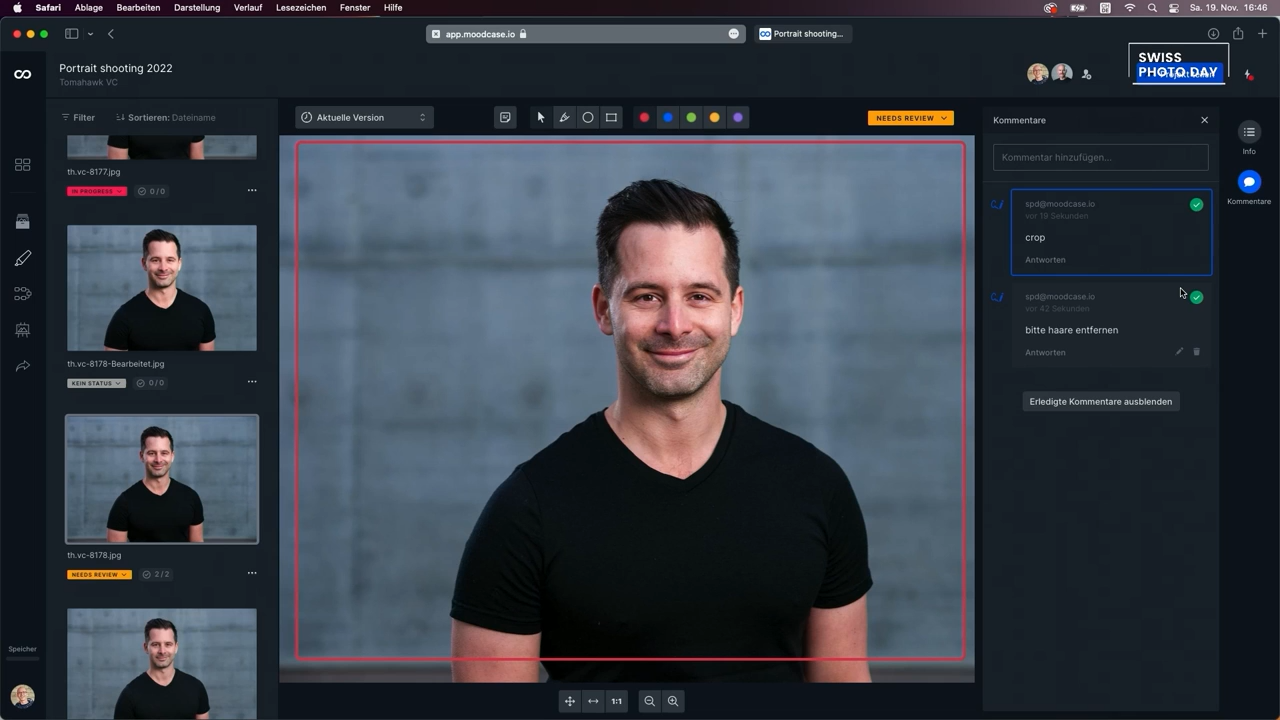 Safari Ablage Bearbeiten Darstellung Verlauf Lesezeichen Fenster Hilfe
Sa. 19. Nov. 16:46
app.moodcase.io
Portrait shooting...
Portrait shooting 2022
Tomahawk VC
SWISS
PHOTO DAY
Filter
Sortieren: Dateiname
Aktuelle Version
NEEDS REVIEW
Kommentare
Kommentar hinzufügen...
Info
Kommentare
th.vc-8177.jpg
IN PROGRESS
0/0
spd@moodcase.io
vor 19 Sekunden
crop
Antworten
spd@moodcase.io
vor 42 Sekunden
bitte haare entfernen
Antworten
Erledigte Kommentare ausblenden
th.vc-8178-Bearbeitet.jpg
KEIN STATUS
0/0
th.vc-8178.jpg
NEEDS REVIEW
2/2
Speicher
1:1